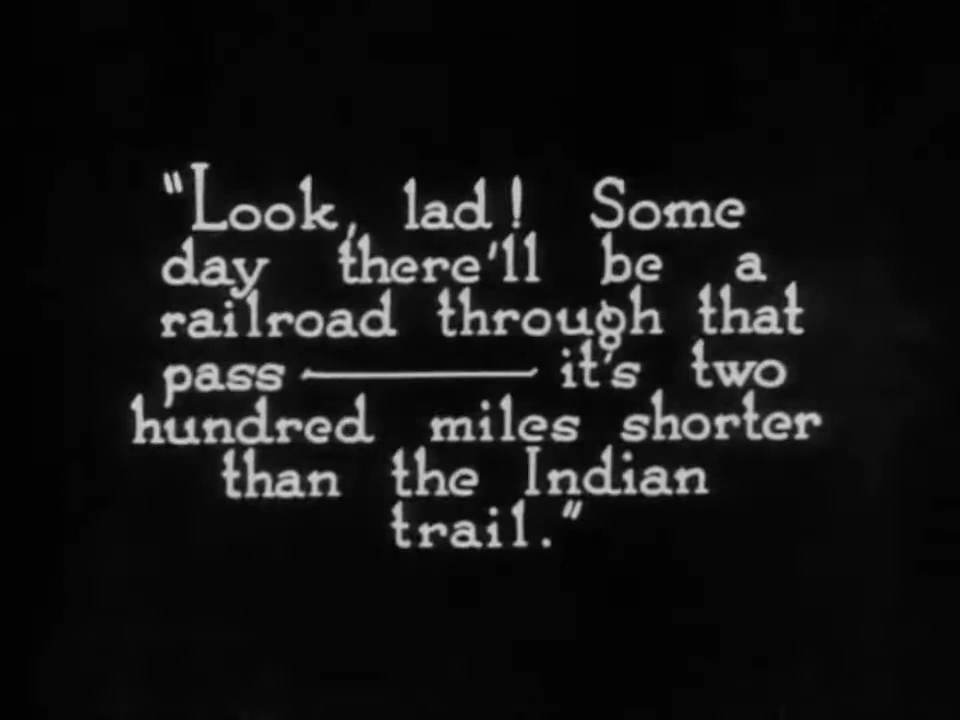 "Look, lad! Some
day there'll be a
railroad through that
pass — it's two
hundred miles shorter
than the Indian
trail."